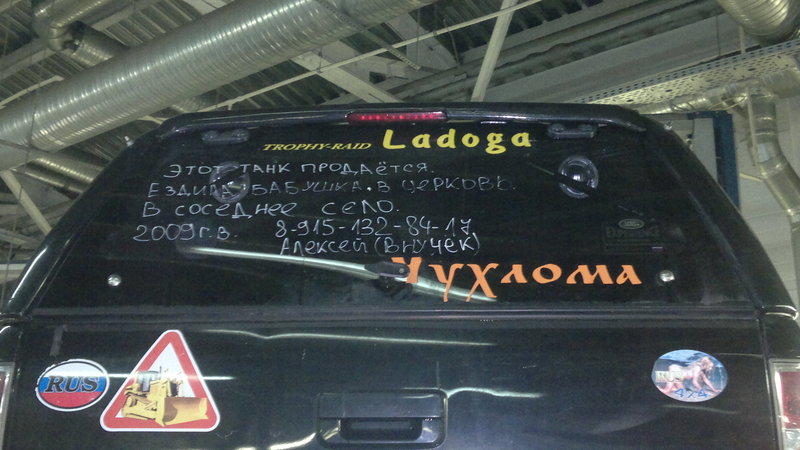 TROPHY-RAID Ladoga
ЭТОТ ТАНК ПРОДАЁТСЯ.
ЕЗДИЛА БАБУШКА. В ЦЕРКОВЬ.
В СОСЕДНЕЕ СЕЛО.
2009 г.в. 8-915-132-84-17
Алексей (Внучек)
Чухлома
RUS
4x4